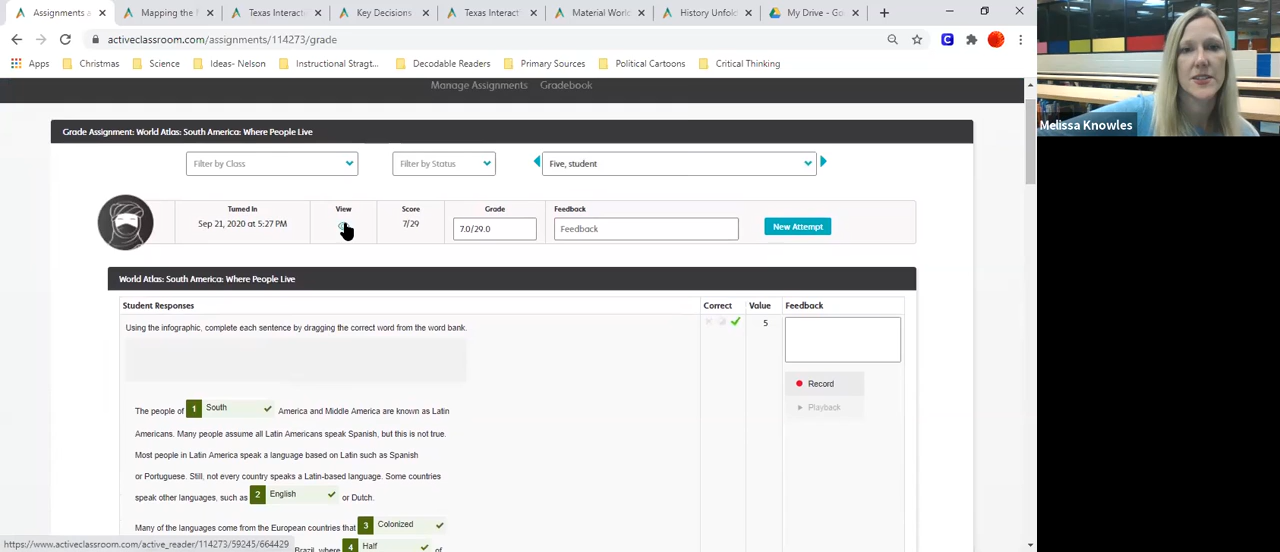 Assignments a
Mapping the F
Texas Interact
Key Decisions
Texas Interact
Material Worl
History Unfold
My Drive - Go
activeclassroom.com/assignments/114273/grade
Apps
Christmas
Science
Ideas- Nelson
Instructional Stragt...
Decodable Readers
Primary Sources
Political Cartoons
Critical Thinking
Manage Assignments
Gradebook
Grade Assignment: World Atlas: South America: Where People Live
Filter by Class
Filter by Status
Five, student
Turned In
View
Score
Grade
Feedback
Sep 21, 2020 at 5:27 PM
7/29
7.0/29.0
Feedback
New Attempt
World Atlas: South America: Where People Live
Student Responses
Correct
Value
Feedback
Using the infographic, complete each sentence by dragging the correct word from the word bank.
5
Record
Playback
The people of 1 South America and Middle America are known as Latin
Americans. Many people assume all Latin Americans speak Spanish, but this is not true.
Most people in Latin America speak a language based on Latin such as Spanish
or Portuguese. Still, not every country speaks a Latin-based language. Some countries
speak other languages, such as 2 English or Dutch.
Many of the languages come from the European countries that 3 Colonized
Brazil, where 4 Half of
https://www.activeclassroom.com/active_reader/114273/59245/664429
Melissa Knowles